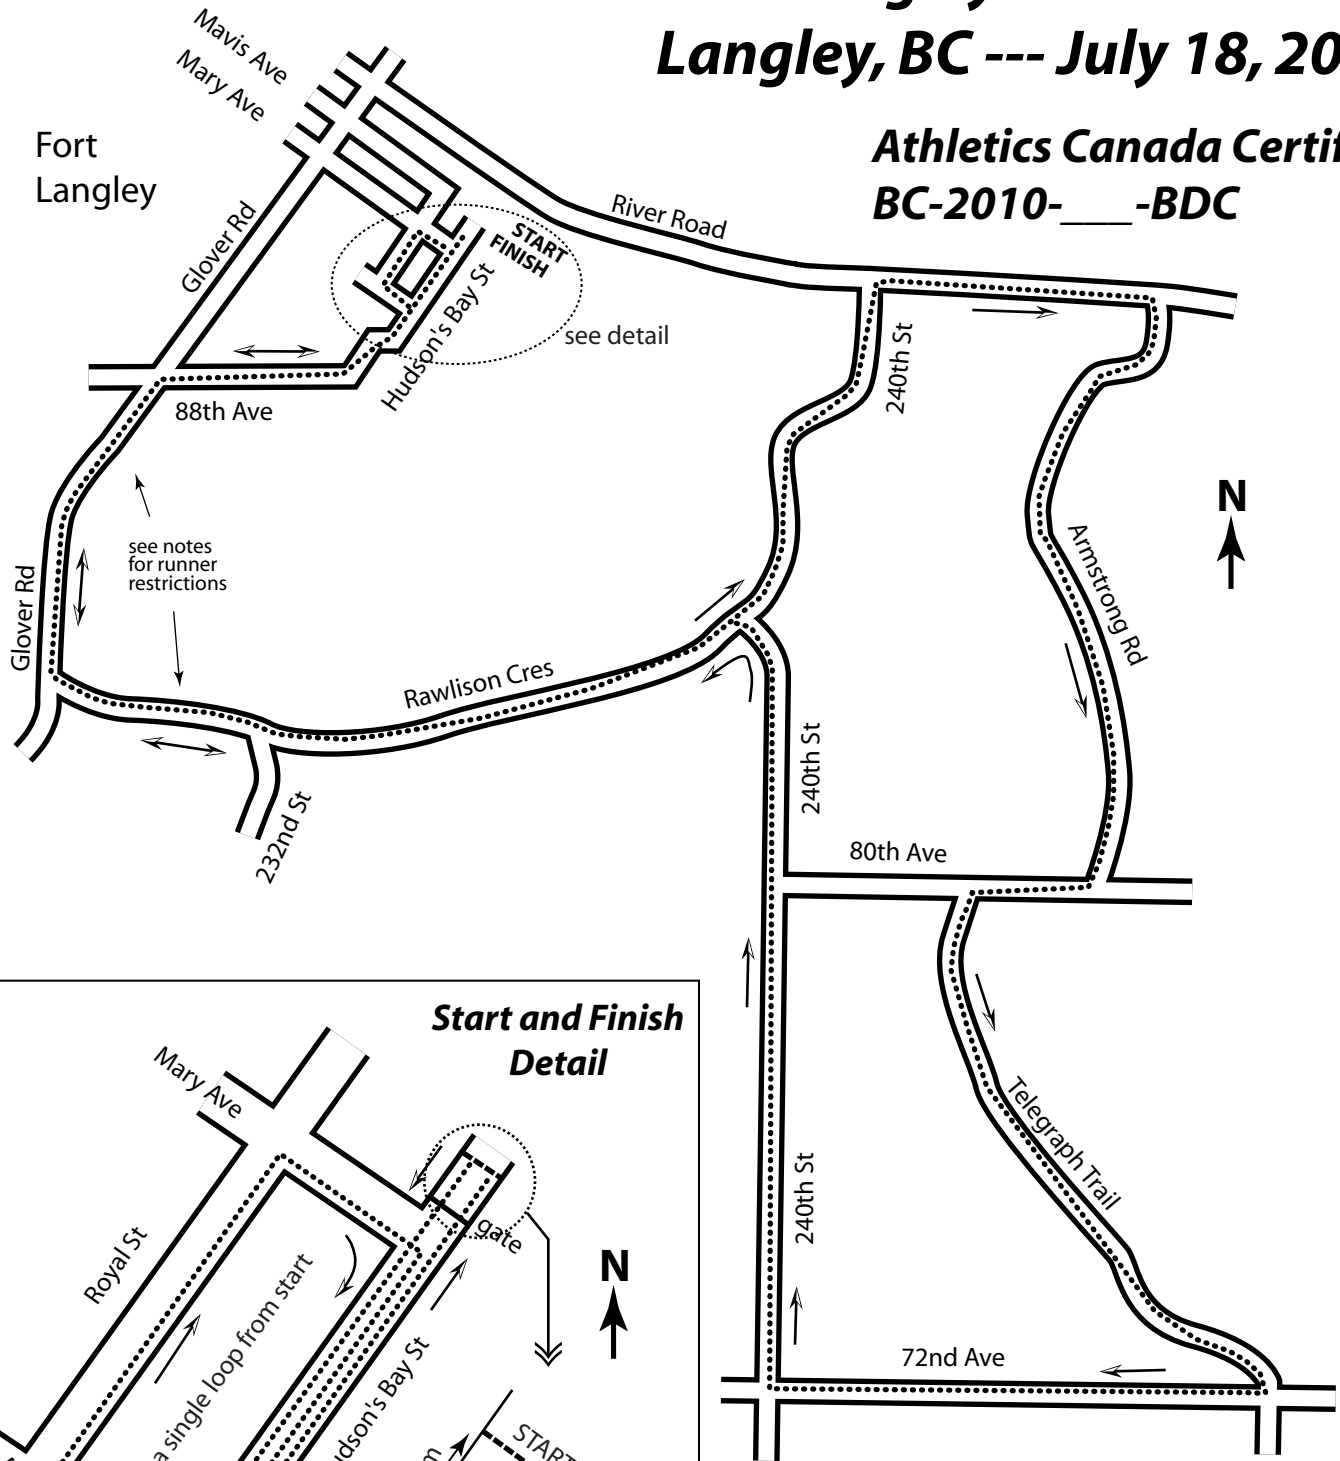 Langley, BC --- July 18, 20
Athletics Canada Certif
BC-2010-___-BDC
Mavis Ave
Mary Ave
Fort
Langley
Glover Rd
River Road
START
FINISH
Hudson's Bay St
see detail
88th Ave
240th St
N
Armstrong Rd
see notes
for runner
restrictions
Glover Rd
Rawlison Cres
232nd St
240th St
80th Ave
Telegraph Trail
240th St
72nd Ave
Start and Finish
Detail
Mary Ave
gate
Royal St
N
a single loop from start
udson's Bay St
START